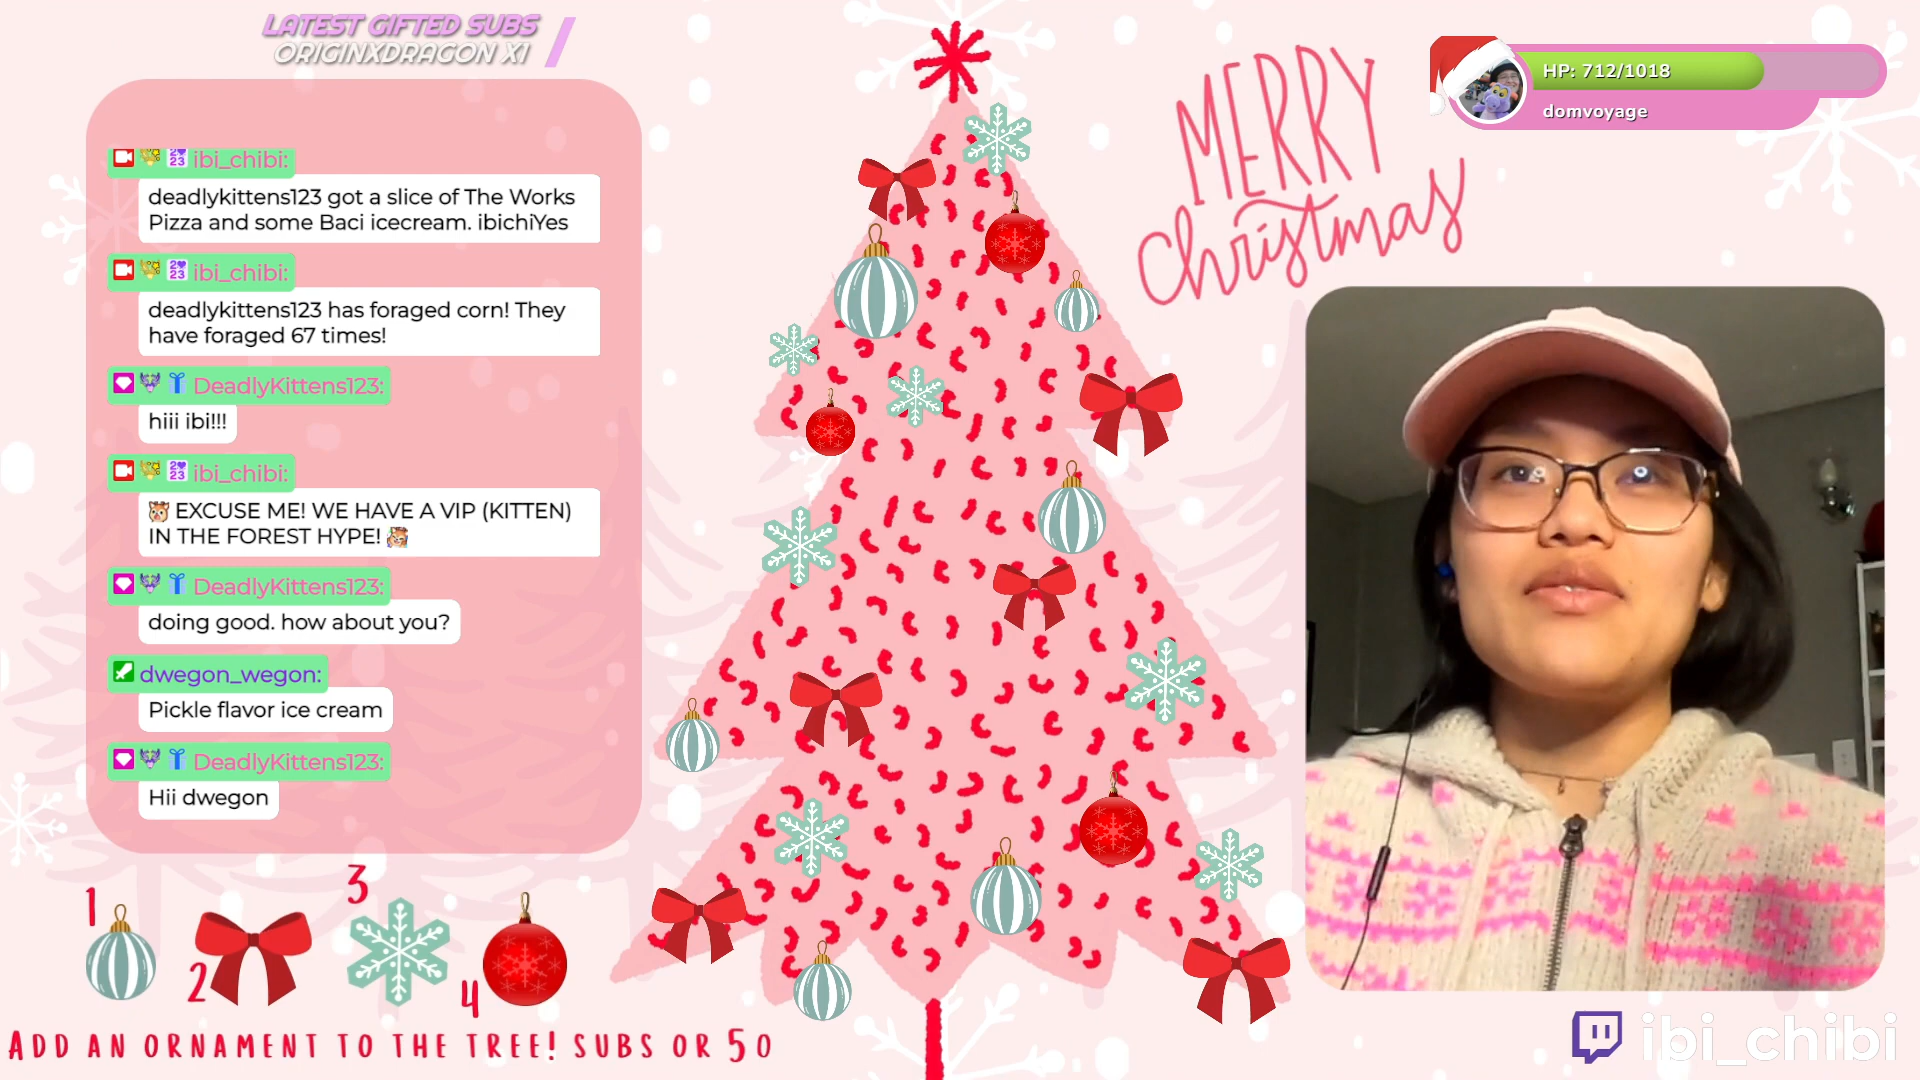 LATEST GIFTED SUBS
ORIGINXDRAGON X1
ibi_chibi:
deadlykittens123 got a slice of The Works
Pizza and some Baci icecream. ibichiYes
ibi_chibi:
deadlykittens123 has foraged corn! They
have foraged 67 times!
DeadlyKittens123:
hiii ibi!!!
ibi_chibi:
EXCUSE ME! WE HAVE A VIP (KITTEN)
IN THE FOREST HYPE!
DeadlyKittens123:
doing good. how about you?
dwegon_wegon:
Pickle flavor ice cream
DeadlyKittens123:
Hii dwegon
1
2
3
4
ADD AN ORNAMENT TO THE TREE! SUBS OR 50
MERRY
Christmas
HP: 712/1018
domvoyage
ibi_chibi